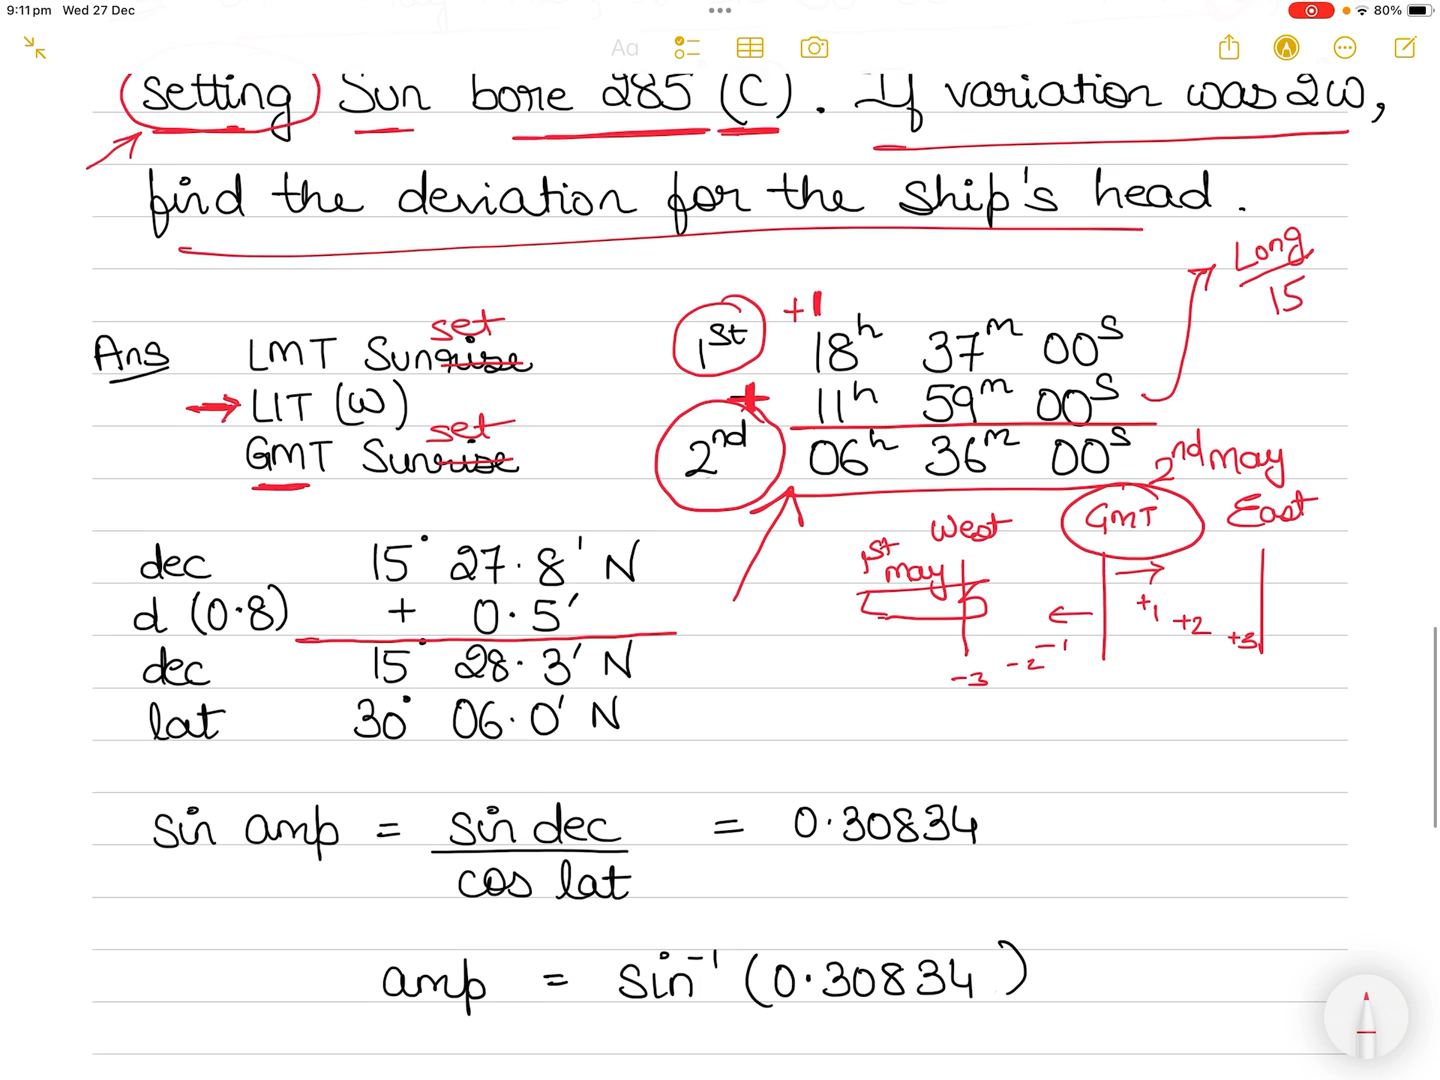 9:11 pm Wed 27 Dec
80%
Aa
setting Sun bore 285 (C). If variation was 2W,
find the deviation for the ship's head.
Long
15
set
+1
Ans LMT Sunrise 1st 18h 37m 00s
LIT (W) + 11h 59m 00s
set
GMT Sunrise 2nd 06h 36m 00s
2nd May
West GMT East
1st May
+1 +2 +3
-1 -2 -3
dec 15° 27.8' N
d (0.8) + 0.5'
dec 15° 28.3' N
lat 30° 06.0' N
sin amp = sin dec = 0.30834
cos lat
amp = sin-1 (0.30834)